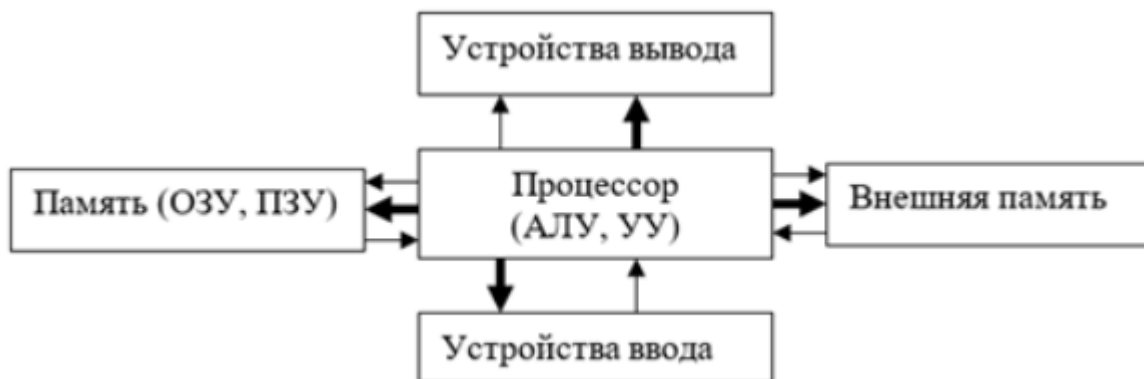 Устройства вывода
Память (ОЗУ, ПЗУ)
Процессор
(АЛУ, УУ)
Внешняя память
Устройства ввода